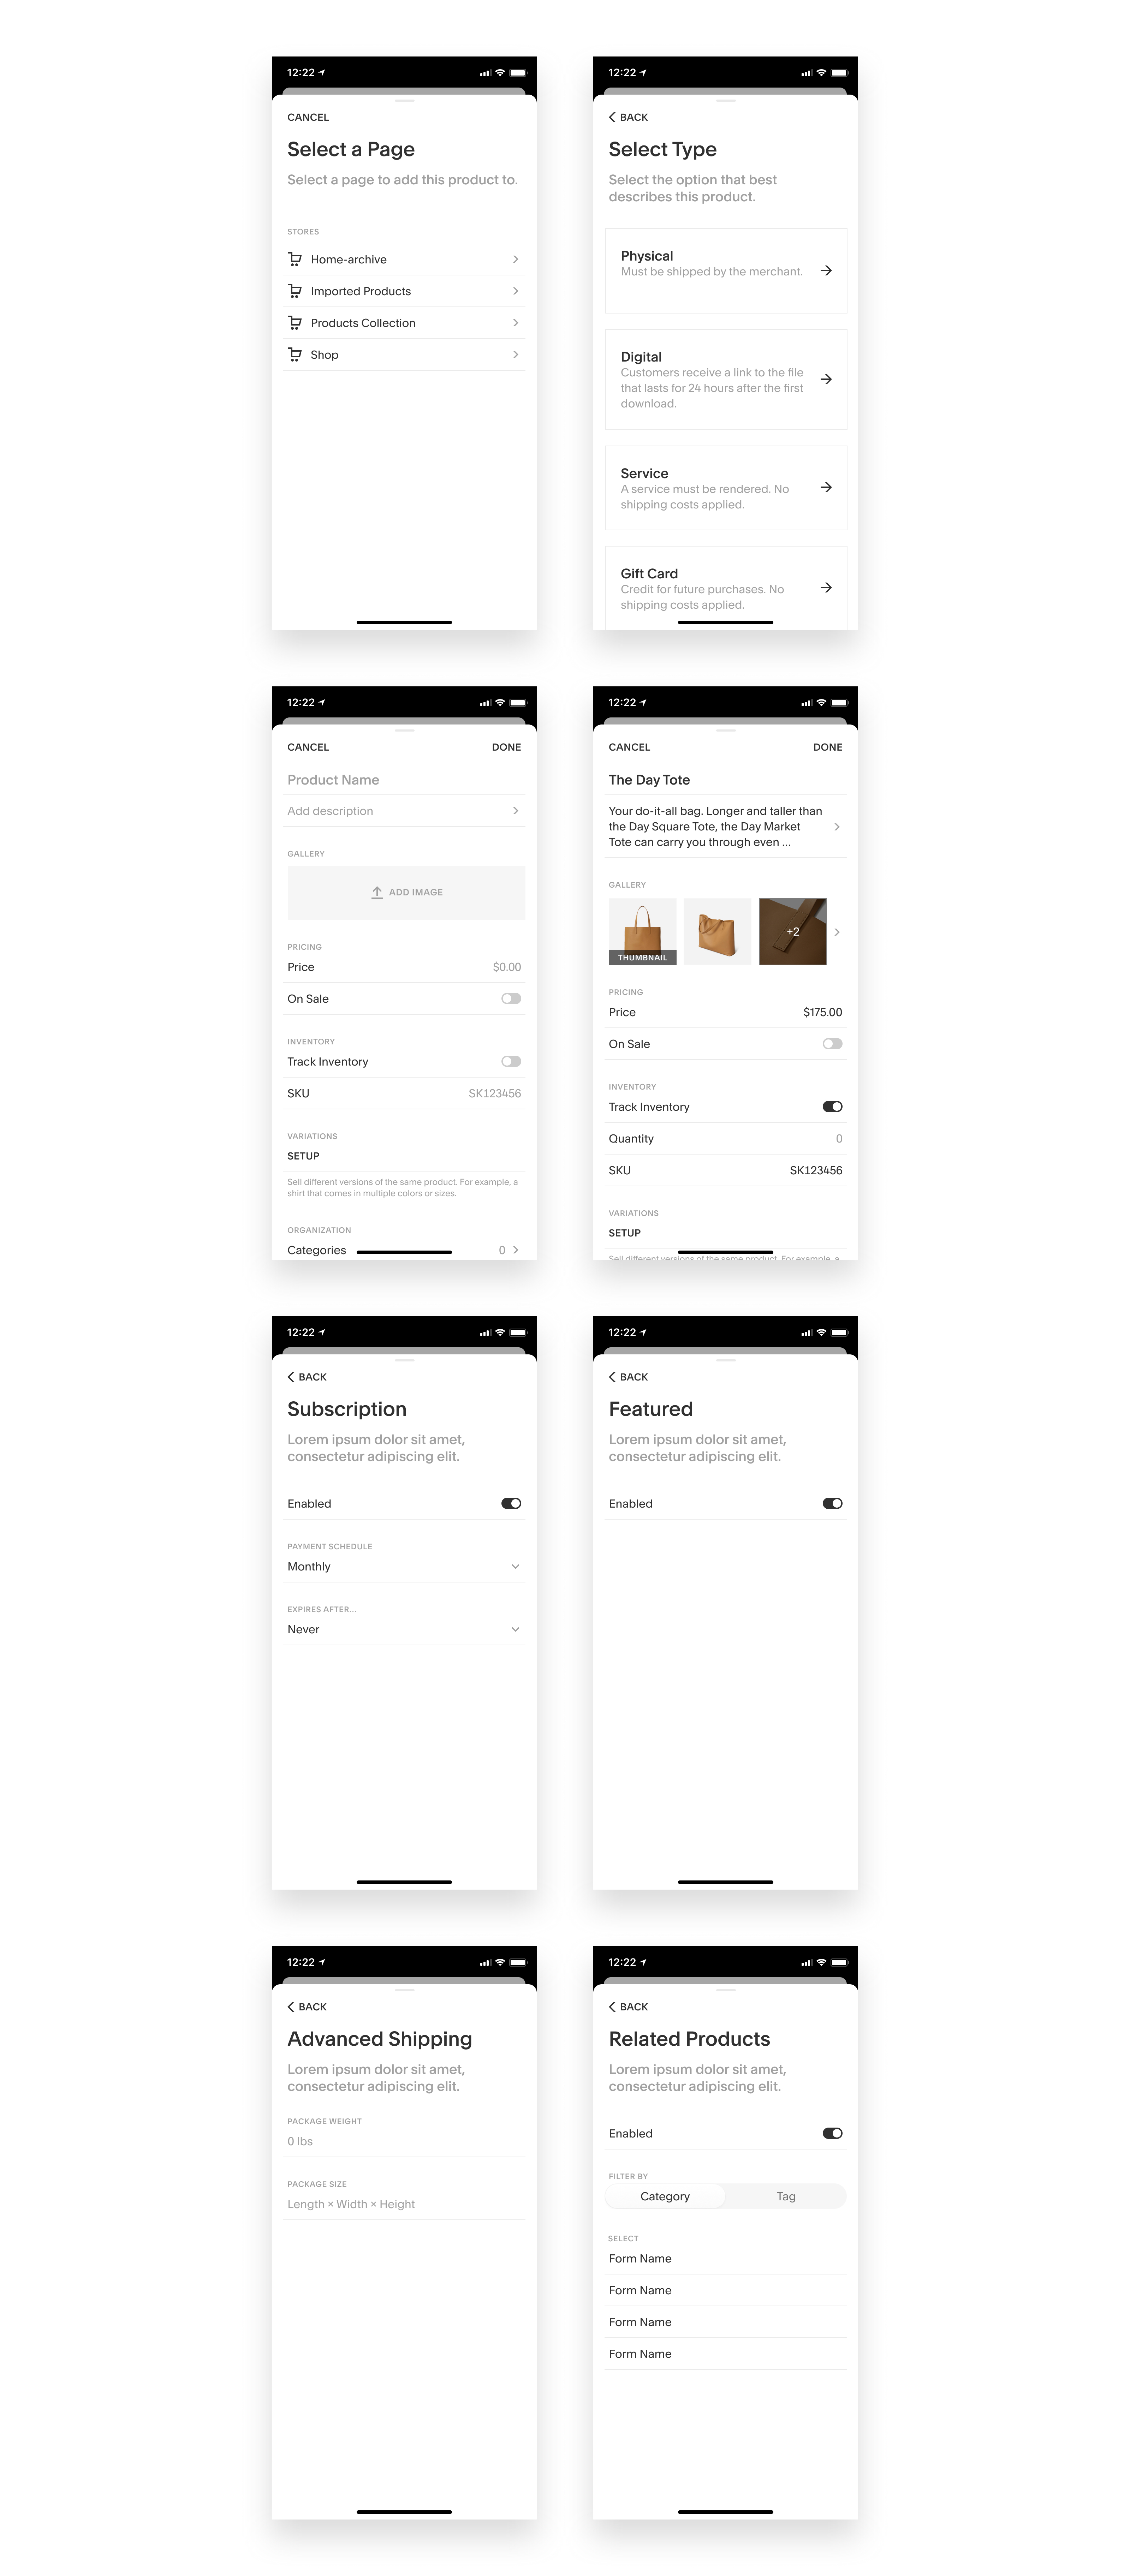 12:22
CANCEL
Select a Page
Select a page to add this product to.
STORES
Home-archive
Imported Products
Products Collection
Shop
12:22
BACK
Select Type
Select the option that best
describes this product.
Physical
Must be shipped by the merchant.
Digital
Customers receive a link to the file
that lasts for 24 hours after the first
download.
Service
A service must be rendered. No
shipping costs applied.
Gift Card
Credit for future purchases. No
shipping costs applied.
12:22
CANCEL DONE
Product Name
Add description
GALLERY
ADD IMAGE
PRICING
Price $0.00
On Sale
INVENTORY
Track Inventory
SKU SK123456
VARIATIONS
SETUP
Sell different versions of the same product. For example, a
shirt that comes in multiple colors or sizes.
ORGANIZATION
Categories 0
12:22
CANCEL DONE
The Day Tote
Your do-it-all bag. Longer and taller than
the Day Square Tote, the Day Market
Tote can carry you through even ...
GALLERY
THUMBNAIL
+2
PRICING
Price $175.00
On Sale
INVENTORY
Track Inventory
Quantity 0
SKU SK123456
VARIATIONS
SETUP
Sell different versions of the same product. For example, a
12:22
BACK
Subscription
Lorem ipsum dolor sit amet,
consectetur adipiscing elit.
Enabled
PAYMENT SCHEDULE
Monthly
EXPIRES AFTER...
Never
12:22
BACK
Featured
Lorem ipsum dolor sit amet,
consectetur adipiscing elit.
Enabled
12:22
BACK
Advanced Shipping
Lorem ipsum dolor sit amet,
consectetur adipiscing elit.
PACKAGE WEIGHT
0 lbs
PACKAGE SIZE
Length × Width × Height
12:22
BACK
Related Products
Lorem ipsum dolor sit amet,
consectetur adipiscing elit.
Enabled
FILTER BY
Category Tag
SELECT
Form Name
Form Name
Form Name
Form Name